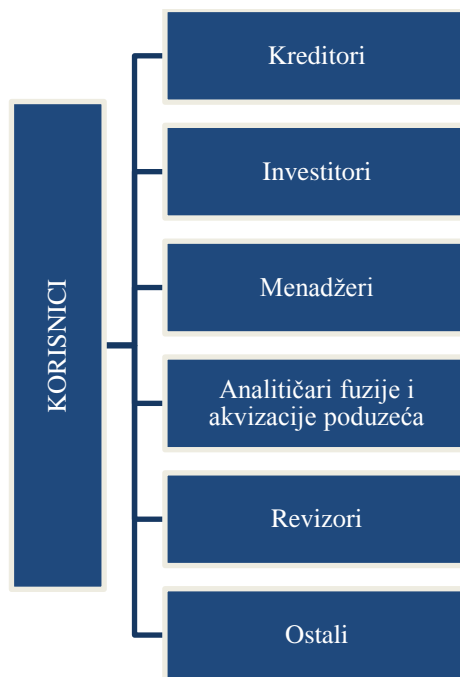 KORISNICI
Kreditori
Investitori
Menadžeri
Analitičari fuzije i
akvizacije poduzeća
Revizori
Ostali